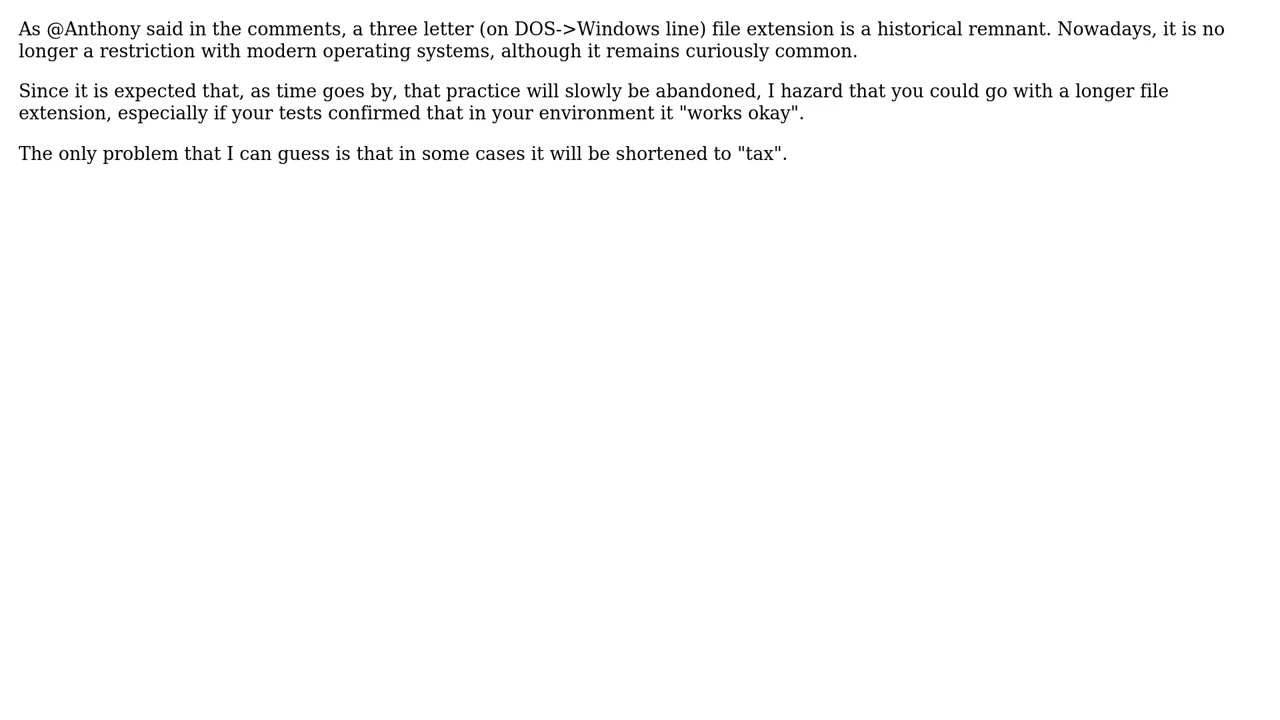 As @Anthony said in the comments, a three letter (on DOS->Windows line) file extension is a historical remnant. Nowadays, it is no
longer a restriction with modern operating systems, although it remains curiously common.
Since it is expected that, as time goes by, that practice will slowly be abandoned, I hazard that you could go with a longer file
extension, especially if your tests confirmed that in your environment it "works okay".
The only problem that I can guess is that in some cases it will be shortened to "tax".